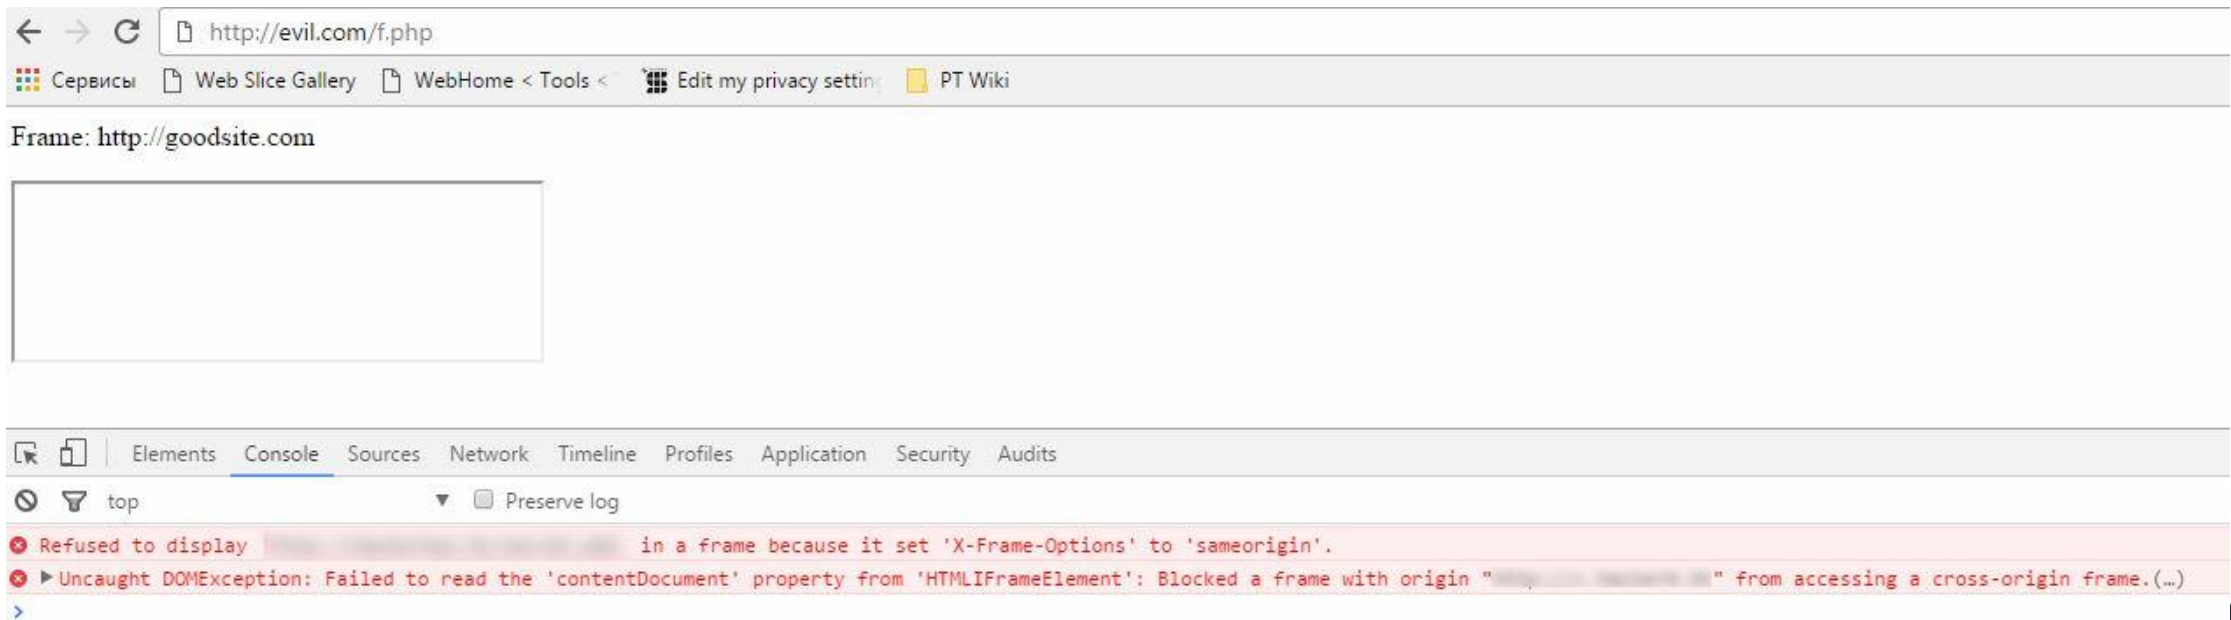 http://evil.com/f.php
Сервисы Web Slice Gallery WebHome < Tools < Edit my privacy settin PT Wiki
Frame: http://goodsite.com
Elements Console Sources Network Timeline Profiles Application Security Audits
top ▼ Preserve log
Refused to display in a frame because it set 'X-Frame-Options' to 'sameorigin'.
▶Uncaught DOMException: Failed to read the 'contentDocument' property from 'HTMLIFrameElement': Blocked a frame with origin " " from accessing a cross-origin frame.(…)
>